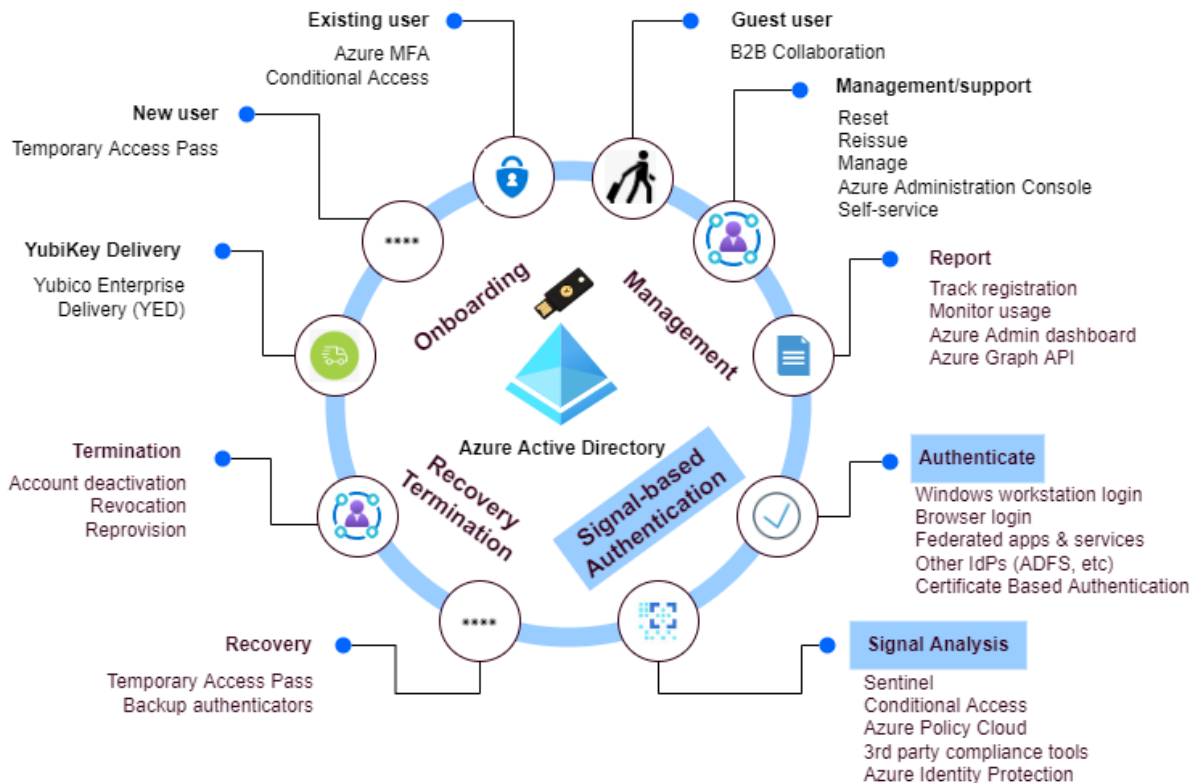 Existing user
Azure MFA
Conditional Access
Guest user
B2B Collaboration
New user
Temporary Access Pass
Management/support
Reset
Reissue
Manage
Azure Administration Console
Self-service
YubiKey Delivery
Yubico Enterprise
Delivery (YED)
Report
Track registration
Monitor usage
Azure Admin dashboard
Azure Graph API
****
Onboarding
Management
Azure Active Directory
Recovery
Termination
Signal-based
Authentication
Termination
Account deactivation
Revocation
Reprovision
Authenticate
Windows workstation login
Browser login
Federated apps & services
Other IdPs (ADFS, etc)
Certificate Based Authentication
****
Recovery
Temporary Access Pass
Backup authenticators
Signal Analysis
Sentinel
Conditional Access
Azure Policy Cloud
3rd party compliance tools
Azure Identity Protection